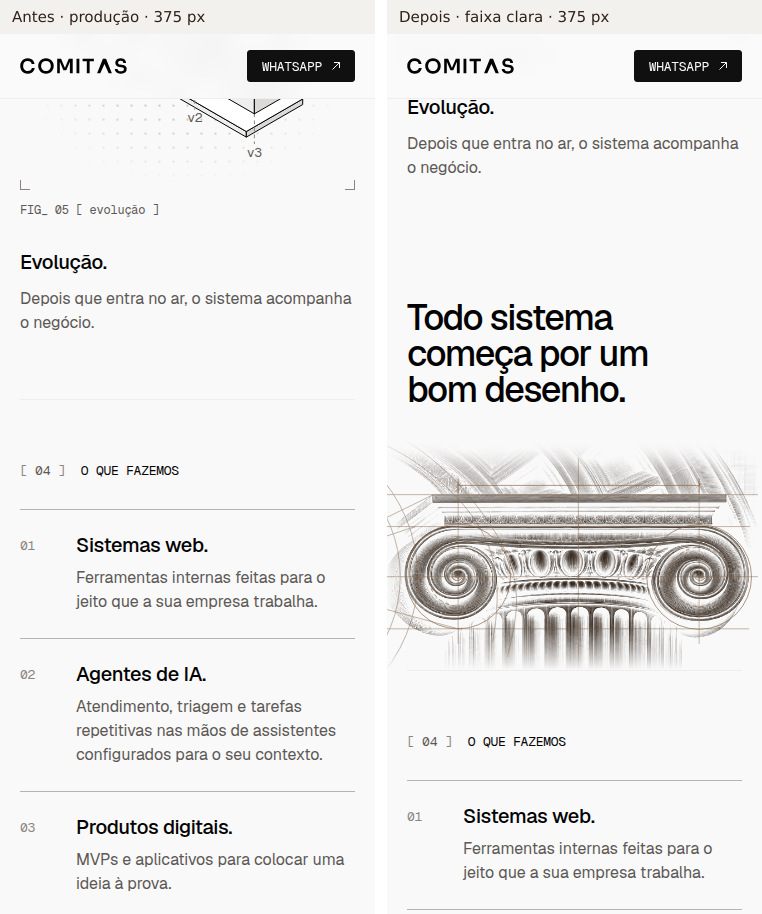 Antes · produção · 375 px
COMITAS
WHATSAPP ↗
v2
v3
FIG_ 05 [ evolução ]
Evolução.
Depois que entra no ar, o sistema acompanha
o negócio.
[ 04 ] O QUE FAZEMOS
01 Sistemas web.
Ferramentas internas feitas para o
jeito que a sua empresa trabalha.
02 Agentes de IA.
Atendimento, triagem e tarefas
repetitivas nas mãos de assistentes
configurados para o seu contexto.
03 Produtos digitais.
MVPs e aplicativos para colocar uma
ideia à prova.
Depois · faixa clara · 375 px
COMITAS
WHATSAPP ↗
Evolução.
Depois que entra no ar, o sistema acompanha
o negócio.
Todo sistema
começa por um
bom desenho.
[ 04 ] O QUE FAZEMOS
01 Sistemas web.
Ferramentas internas feitas para o
jeito que a sua empresa trabalha.